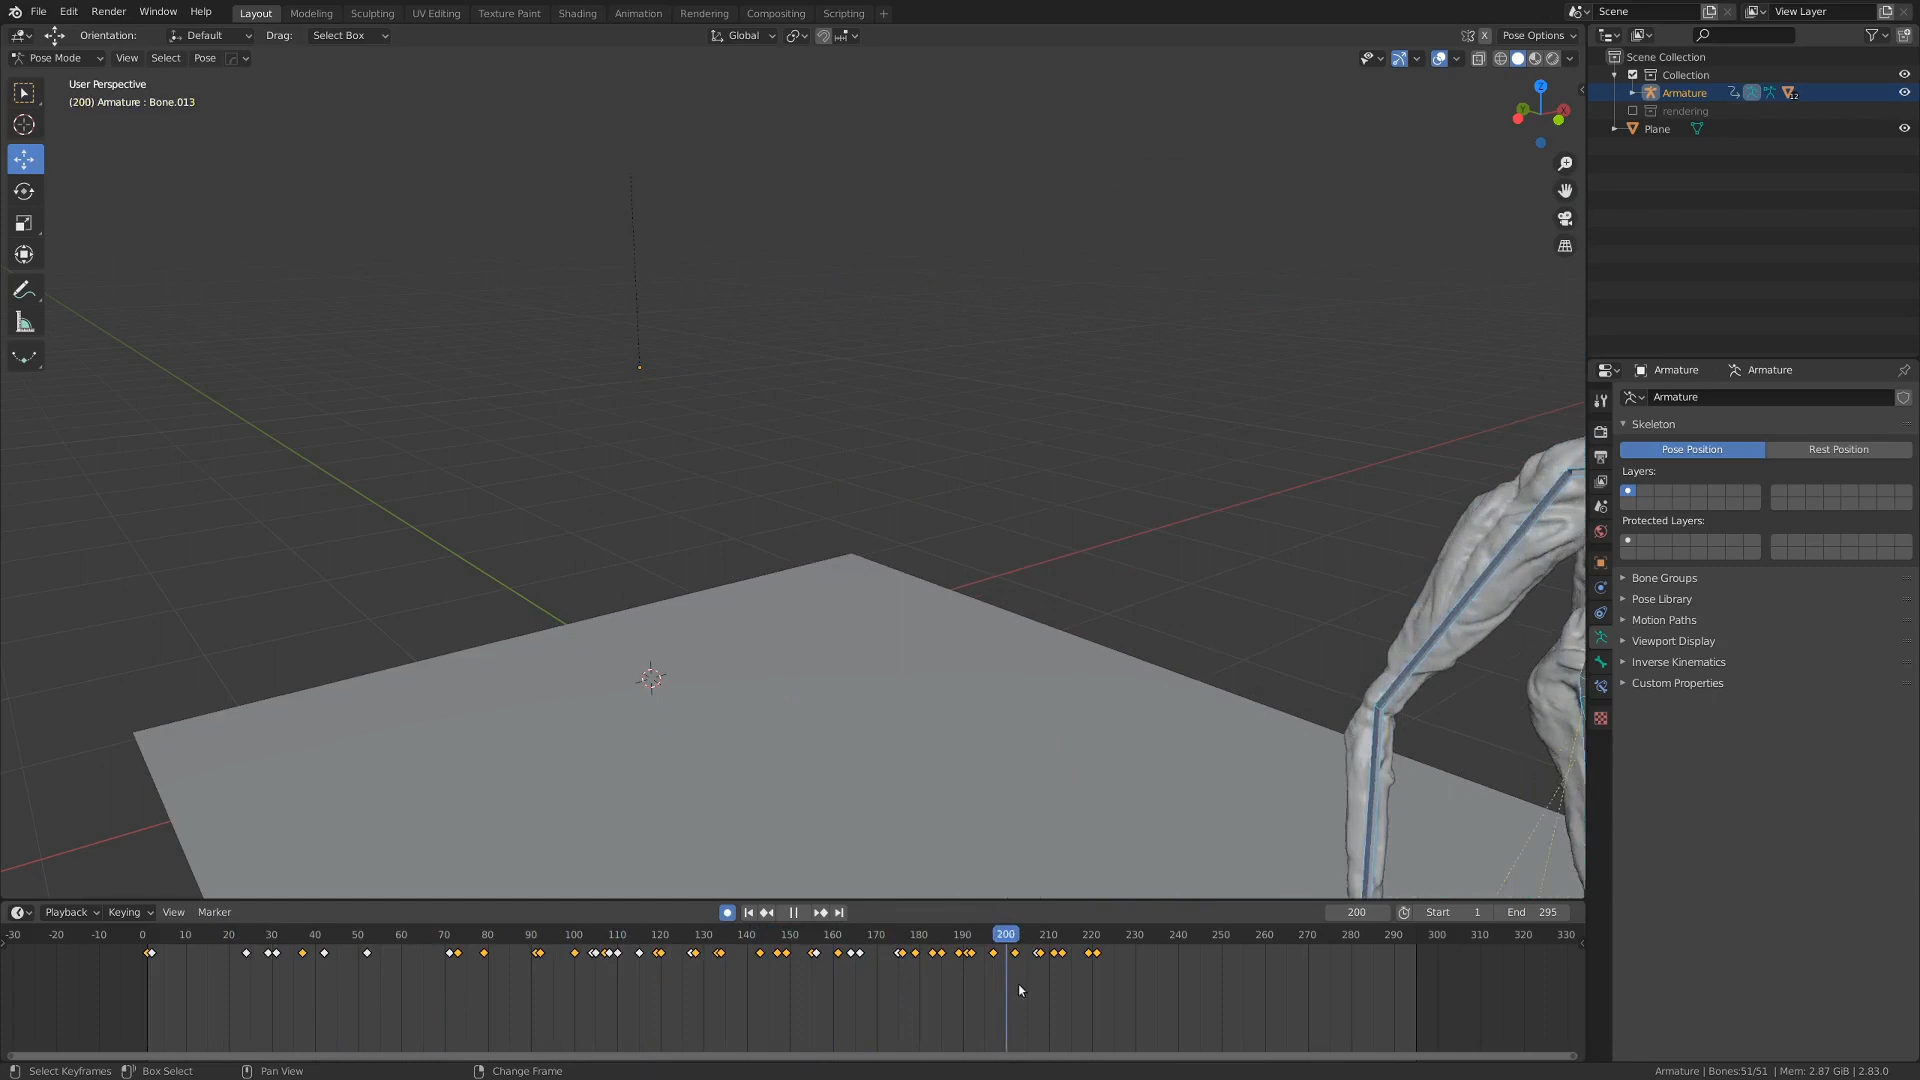 File Edit Render Window Help Layout Modeling Sculpting UV Editing Texture Paint Shading Animation Rendering Compositing Scripting + Scene View Layer
Orientation: Default Drag: Select Box Global X Pose Options
Pose Mode View Select Pose
User Perspective
(200) Armature : Bone.013
Z
Y
X
Scene Collection
Collection
Armature 12
rendering
Plane
Armature Armature
Armature
Skeleton
Pose Position Rest Position
Layers:
Protected Layers:
Bone Groups
Pose Library
Motion Paths
Viewport Display
Inverse Kinematics
Custom Properties
Playback Keying View Marker 200 Start 1 End 295
-30 -20 -10 0 10 20 30 40 50 60 70 80 90 100 110 120 130 140 150 160 170 180 190 200 210 220 230 240 250 260 270 280 290 300 310 320 330
Select Keyframes Box Select Pan View Change Frame Armature | Bones:51/51 | Mem: 2.87 GiB | 2.83.0